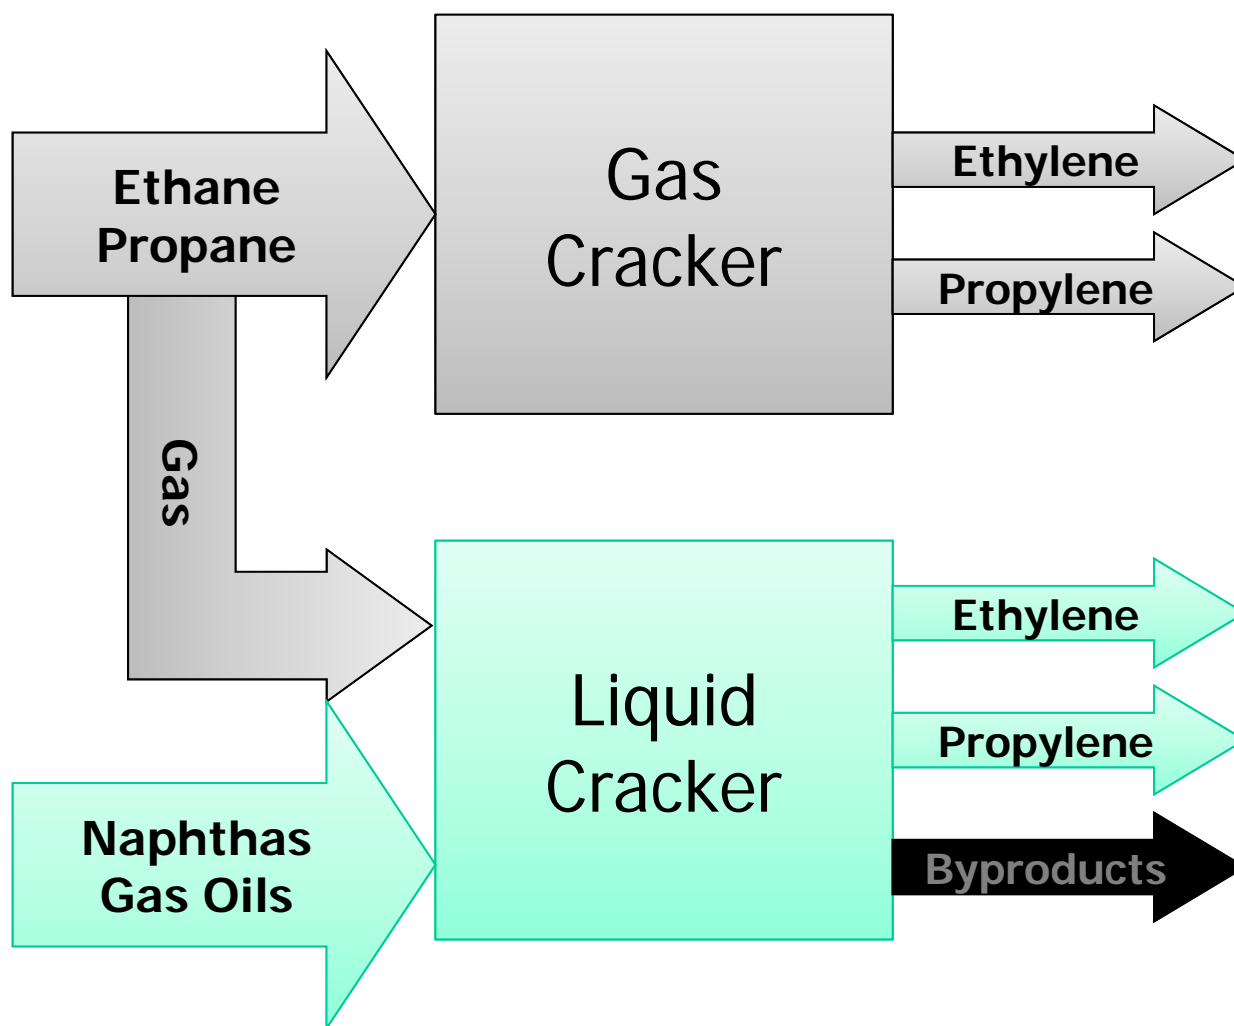 Ethane
Propane
Gas
Cracker
Ethylene
Propylene
Gas
Naphthas
Gas Oils
Liquid
Cracker
Ethylene
Propylene
Byproducts